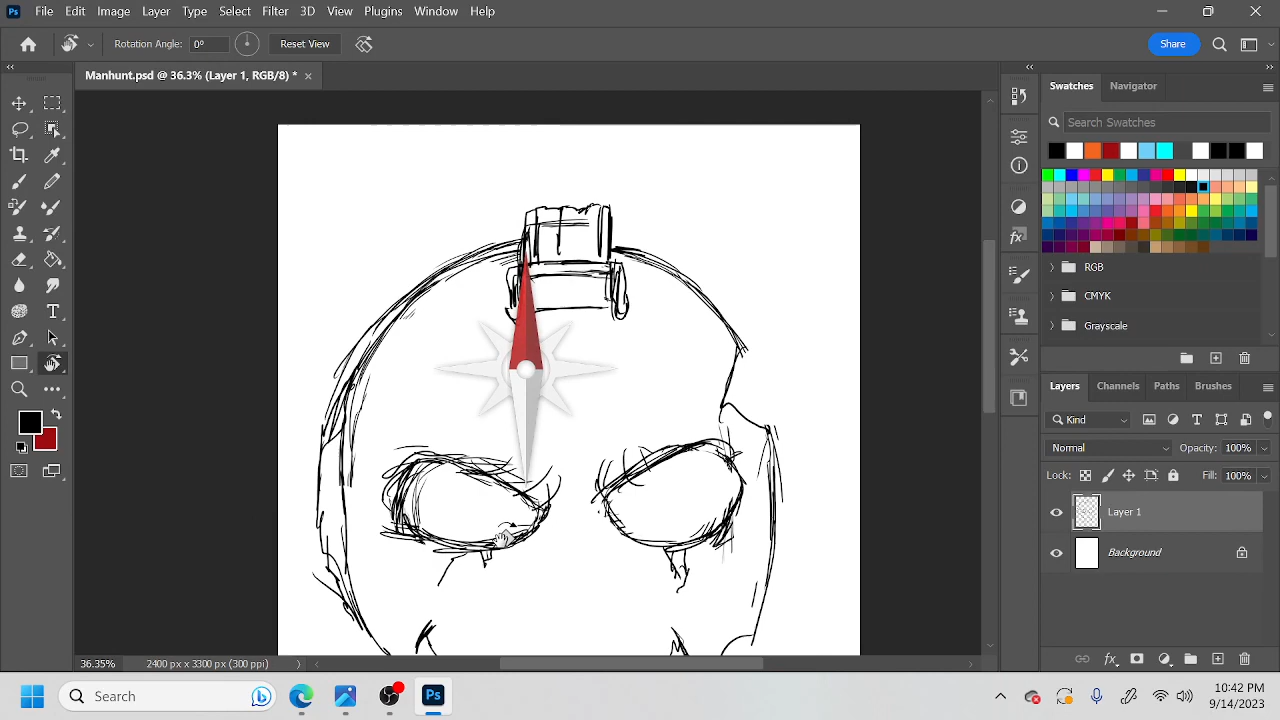 Ps File Edit Image Layer Type Select Filter 3D View Plugins Window Help
Rotation Angle: 0° Reset View Share
Manhunt.psd @ 36.3% (Layer 1, RGB/8) *
Swatches Navigator
Search Swatches
RGB
CMYK
Grayscale
Layers Channels Paths Brushes
Kind
Normal Opacity: 100%
Lock: Fill: 100%
Layer 1
Background
36.35% 2400 px x 3300 px (300 ppi)
Search Ps
10:42 PM
9/14/2023